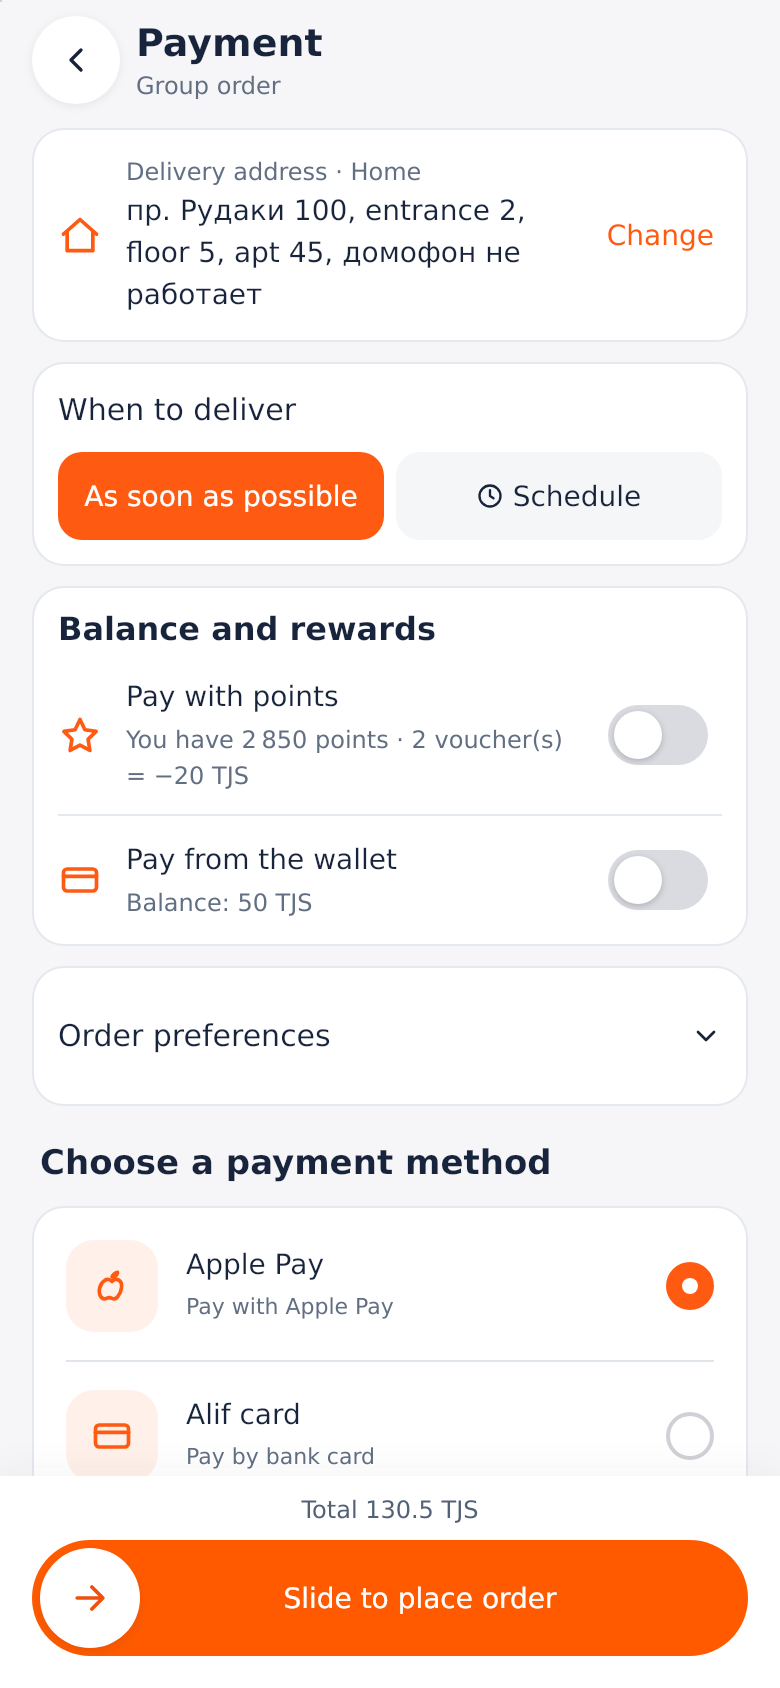 Payment
Group order
Delivery address · Home
пр. Рудаки 100, entrance 2,
floor 5, apt 45, домофон не
работает
Change
When to deliver
As soon as possible
Schedule
Balance and rewards
Pay with points
You have 2 850 points · 2 voucher(s)
= −20 TJS
Pay from the wallet
Balance: 50 TJS
Order preferences
Choose a payment method
Apple Pay
Pay with Apple Pay
Alif card
Pay by bank card
Total 130.5 TJS
Slide to place order